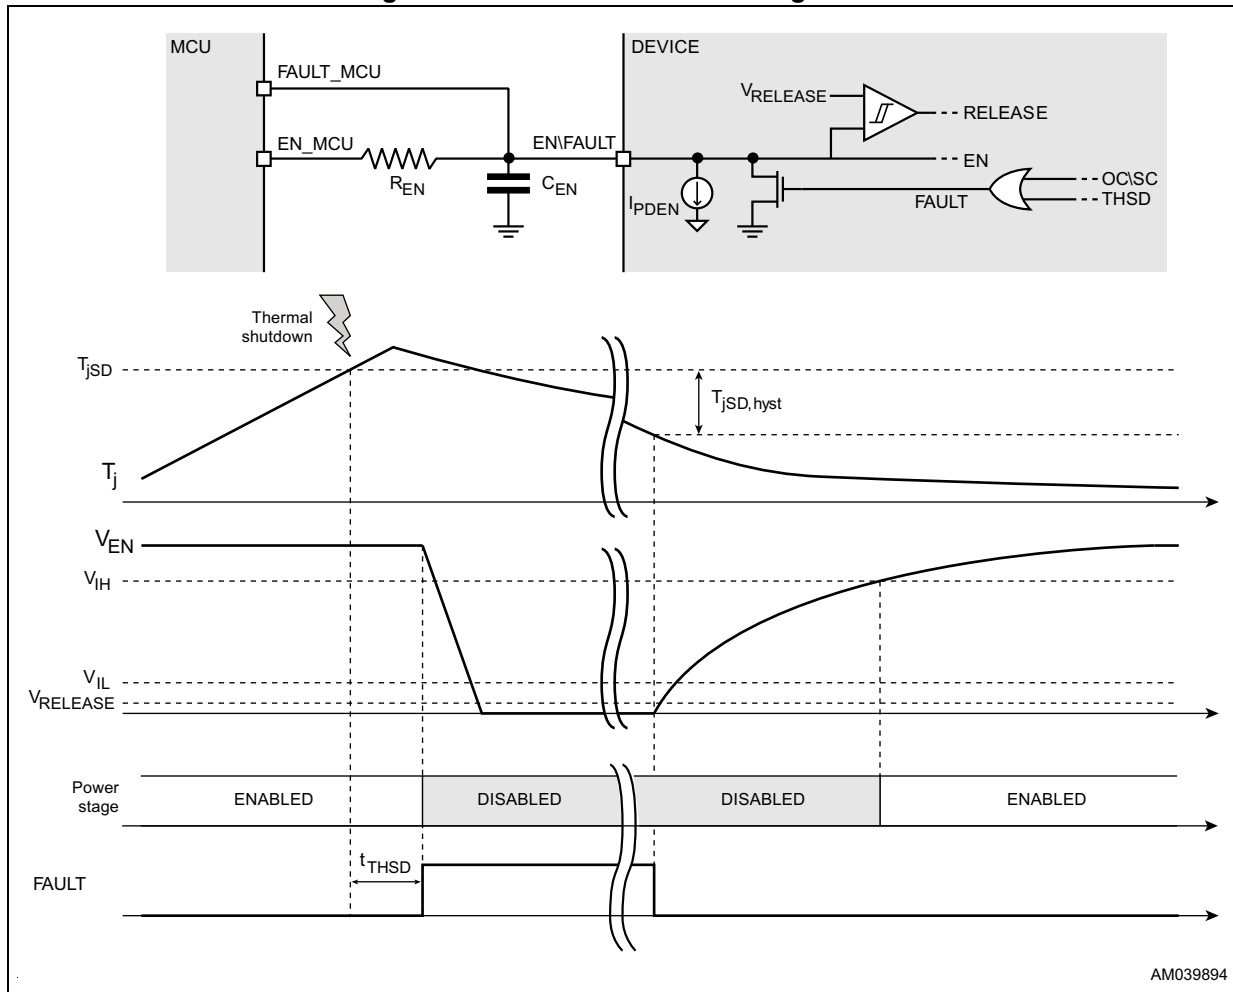 MCU
DEVICE
FAULT_MCU
VRELEASE
RELEASE
EN_MCU
EN\FAULT
EN
REN
CEN
IPDEN
FAULT
OC\SC
THSD
Thermal
shutdown
TjSD
TjSD, hyst
Tj
VEN
VIH
VIL
VRELEASE
Power
stage
ENABLED
DISABLED
DISABLED
ENABLED
tTHSD
FAULT
AM039894